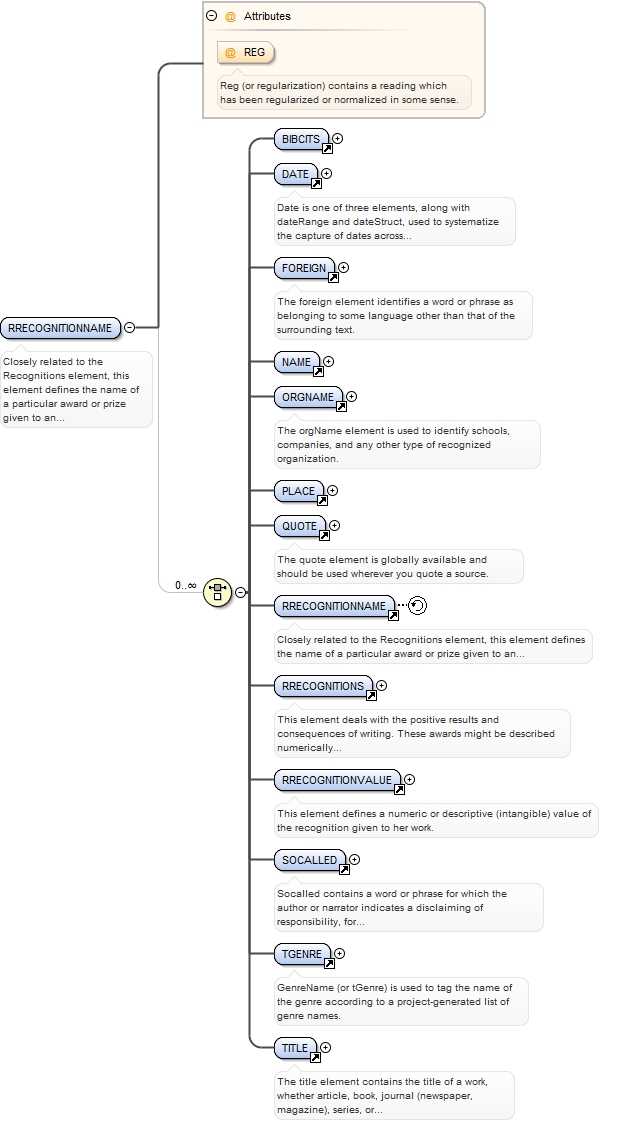 @ Attributes
@ REG
Reg (or regularization) contains a reading which
has been regularized or normalized in some sense.
BIBCITS
DATE
Date is one of three elements, along with
dateRange and dateStruct, used to systematize
the capture of dates across...
FOREIGN
The foreign element identifies a word or phrase as
belonging to some language other than that of the
surrounding text.
RRECOGNITIONNAME
Closely related to the
Recognitions element, this
element defines the name of
a particular award or prize
given to an...
NAME
ORGNAME
The orgName element is used to identify schools,
companies, and any other type of recognized
organization.
PLACE
QUOTE
The quote element is globally available and
should be used wherever you quote a source.
0..∞
RRECOGNITIONNAME
Closely related to the Recognitions element, this element defines
the name of a particular award or prize given to an...
RRECOGNITIONS
This element deals with the positive results and
consequences of writing. These awards might be described
numerically...
RRECOGNITIONVALUE
This element defines a numeric or descriptive (intangible) value of
the recognition given to her work.
SOCALLED
Socalled contains a word or phrase for which the
author or narrator indicates a disclaiming of
responsibility, for...
TGENRE
GenreName (or tGenre) is used to tag the name of
the genre according to a project-generated list of
genre names.
TITLE
The title element contains the title of a work,
whether article, book, journal (newspaper,
magazine), series, or...